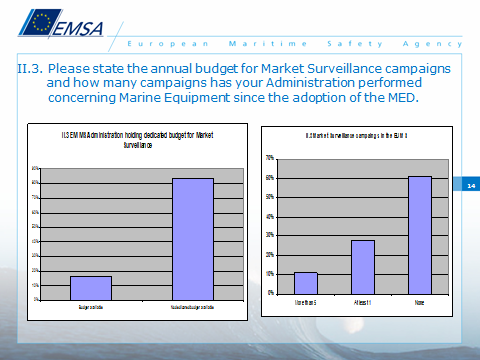 EMSA
European Maritime Safety Agency
II.3. Please state the annual budget for Market Surveillance campaigns
and how many campaigns has your Administration performed
concerning Marine Equipment since the adoption of the MED.
II.3 EM MS Administration holding dedicated budget for Market
Surveillance
90%
80%
70%
60%
50%
40%
30%
20%
10%
0%
Budget available
II.3 Market Surveillance campaings in the EU MS
70%
60%
50%
40%
30%
20%
10%
0%
More than 5
At least 1
None
14